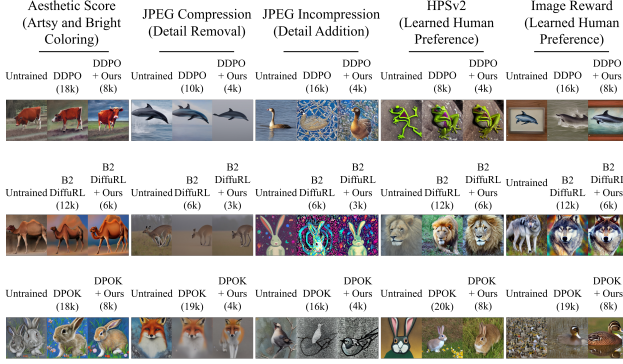 Aesthetic Score
(Artsy and Bright
Coloring)
JPEG Compression
(Detail Removal)
JPEG Incompression
(Detail Addition)
HPSv2
(Learned Human
Preference)
Image Reward
(Learned Human
Preference)
Untrained DDPO (18k) DDPO + Ours (8k)
Untrained DDPO (10k) DDPO + Ours (4k)
Untrained DDPO (16k) DDPO + Ours (4k)
Untrained DDPO (8k) DDPO + Ours (4k)
Untrained DDPO (16k) DDPO + Ours (8k)
Untrained B2 DiffuRL (12k) B2 DiffuRL + Ours (6k)
Untrained B2 DiffuRL (6k) B2 DiffuRL + Ours (3k)
Untrained B2 DiffuRL (6k) B2 DiffuRL + Ours (3k)
Untrained B2 DiffuRL (12k) B2 DiffuRL + Ours (6k)
Untrained B2 DiffuRL (12k) B2 DiffuRL + Ours (6k)
Untrained DPOK (18k) DPOK + Ours (8k)
Untrained DPOK (19k) DPOK + Ours (4k)
Untrained DPOK (16k) DPOK + Ours (4k)
Untrained DPOK (20k) DPOK + Ours (8k)
Untrained DPOK (19k) DPOK + Ours (8k)